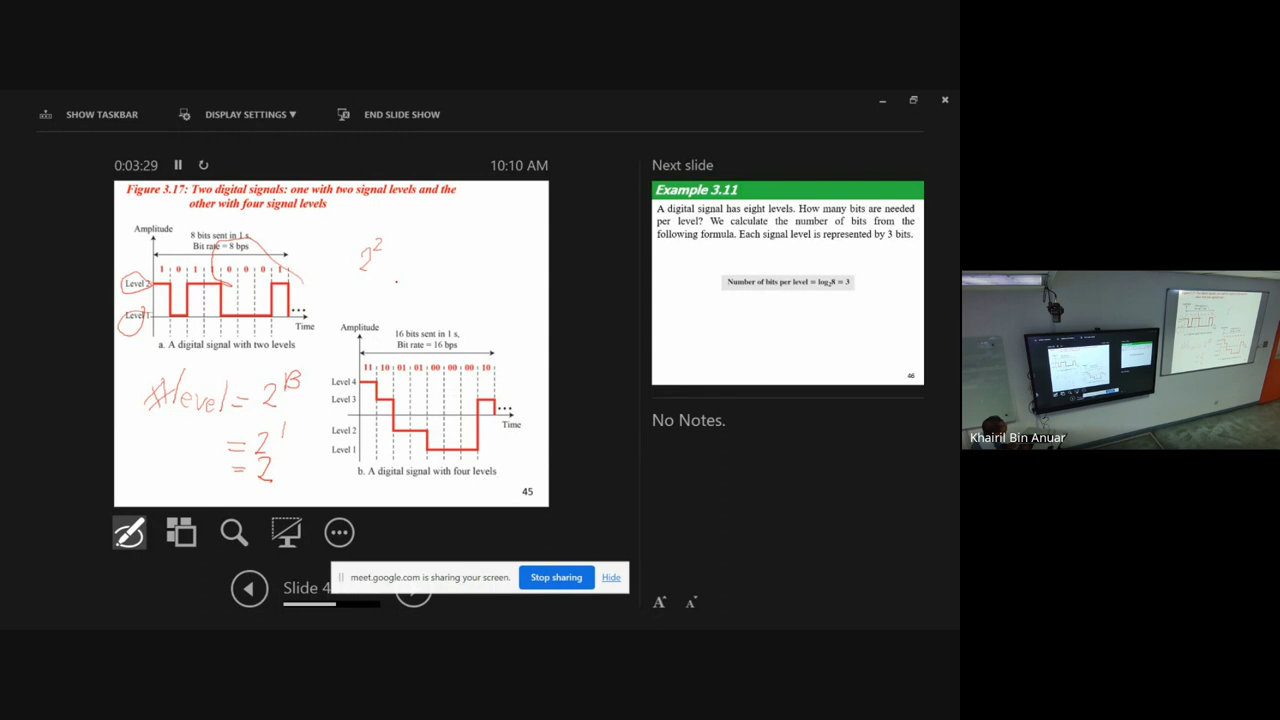 SHOW TASKBAR
DISPLAY SETTINGS ▼
END SLIDE SHOW
0:03:29
10:10 AM
Figure 3.17: Two digital signals: one with two signal levels and the
other with four signal levels
Amplitude
8 bits sent in 1 s,
Bit rate = 8 bps
1 0 1 1 0 0 0 1
Level 2
Level 1
...
Time
a. A digital signal with two levels
2²
#level = 2^B
= 2^1
= 2
Amplitude
16 bits sent in 1 s,
Bit rate = 16 bps
11 10 01 01 00 00 00 10
Level 4
Level 3
Level 2
Level 1
...
Time
b. A digital signal with four levels
45
Slide 4
meet.google.com is sharing your screen.
Stop sharing
Hide
Next slide
Example 3.11
A digital signal has eight levels. How many bits are needed
per level? We calculate the number of bits from the
following formula. Each signal level is represented by 3 bits.
Number of bits per level = log₂8 = 3
46
No Notes.
A A
Khairil Bin Anuar